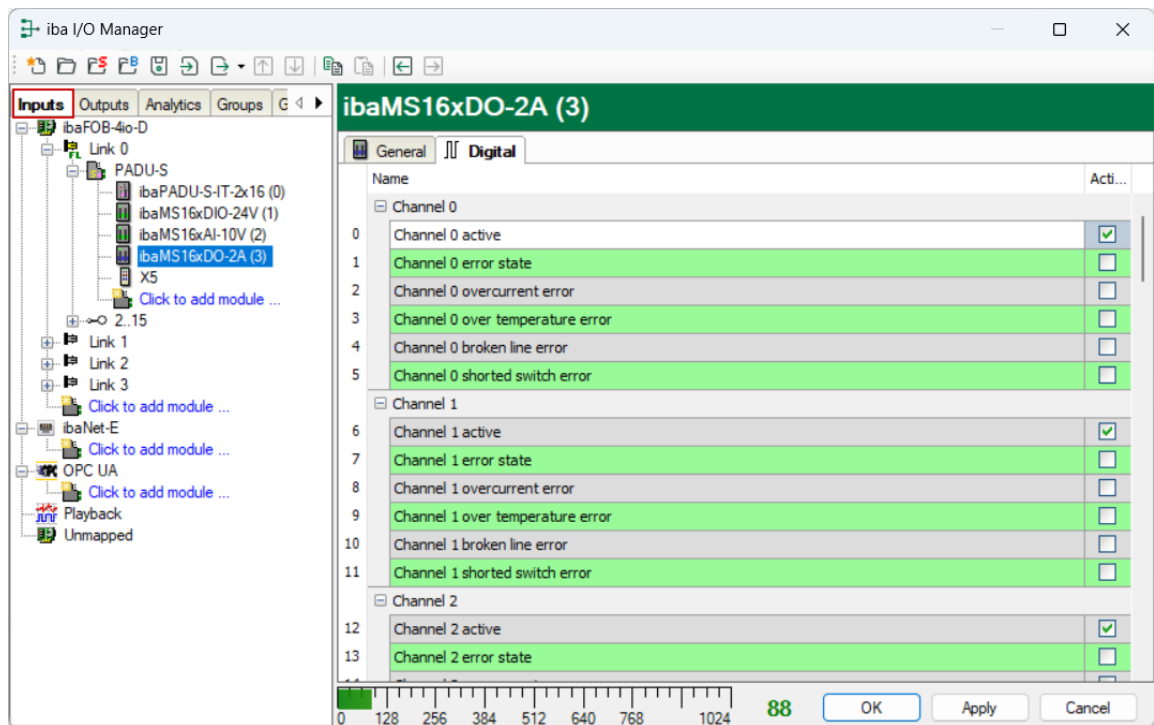 iba I/O Manager
Inputs Outputs Analytics Groups G
ibaFOB-4io-D
Link 0
PADU-S
ibaPADU-S-IT-2x16 (0)
ibaMS16xDIO-24V (1)
ibaMS16xAI-10V (2)
ibaMS16xDO-2A (3)
X5
Click to add module ...
2..15
Link 1
Link 2
Link 3
Click to add module ...
ibaNet-E
Click to add module ...
OPC UA
Click to add module ...
Playback
Unmapped
ibaMS16xDO-2A (3)
General Digital
Name Acti...
Channel 0
0 Channel 0 active
1 Channel 0 error state
2 Channel 0 overcurrent error
3 Channel 0 over temperature error
4 Channel 0 broken line error
5 Channel 0 shorted switch error
Channel 1
6 Channel 1 active
7 Channel 1 error state
8 Channel 1 overcurrent error
9 Channel 1 over temperature error
10 Channel 1 broken line error
11 Channel 1 shorted switch error
Channel 2
12 Channel 2 active
13 Channel 2 error state
0 128 256 384 512 640 768 1024 88 OK Apply Cancel